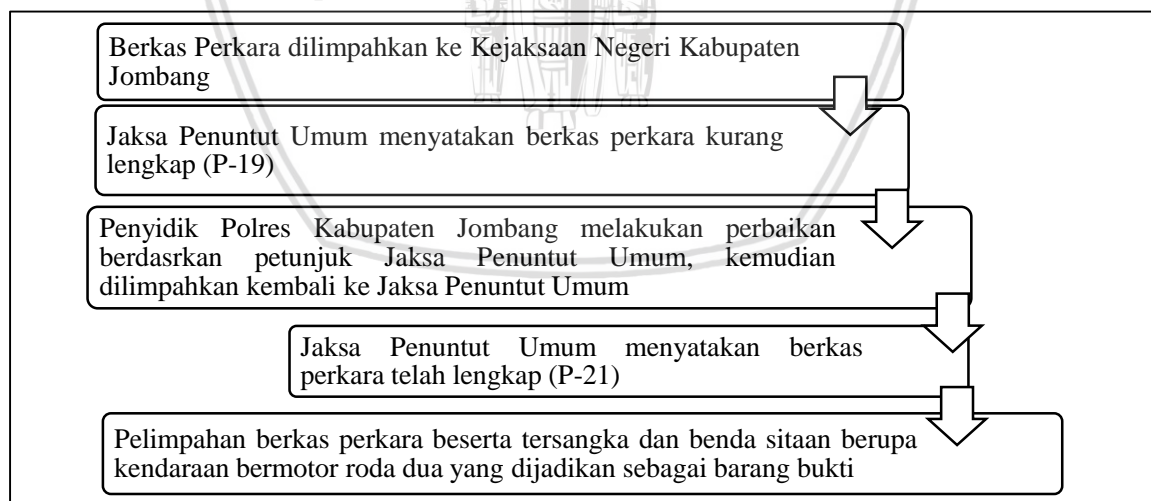 Berkas Perkara dilimpahkan ke Kejaksaan Negeri Kabupaten
Jombang
Jaksa Penuntut Umum menyatakan berkas perkara kurang
lengkap (P-19)
Penyidik Polres Kabupaten Jombang melakukan perbaikan
berdasrkan petunjuk Jaksa Penuntut Umum, kemudian
dilimpahkan kembali ke Jaksa Penuntut Umum
Jaksa Penuntut Umum menyatakan berkas
perkara telah lengkap (P-21)
Pelimpahan berkas perkara beserta tersangka dan benda sitaan berupa
kendaraan bermotor roda dua yang dijadikan sebagai barang bukti